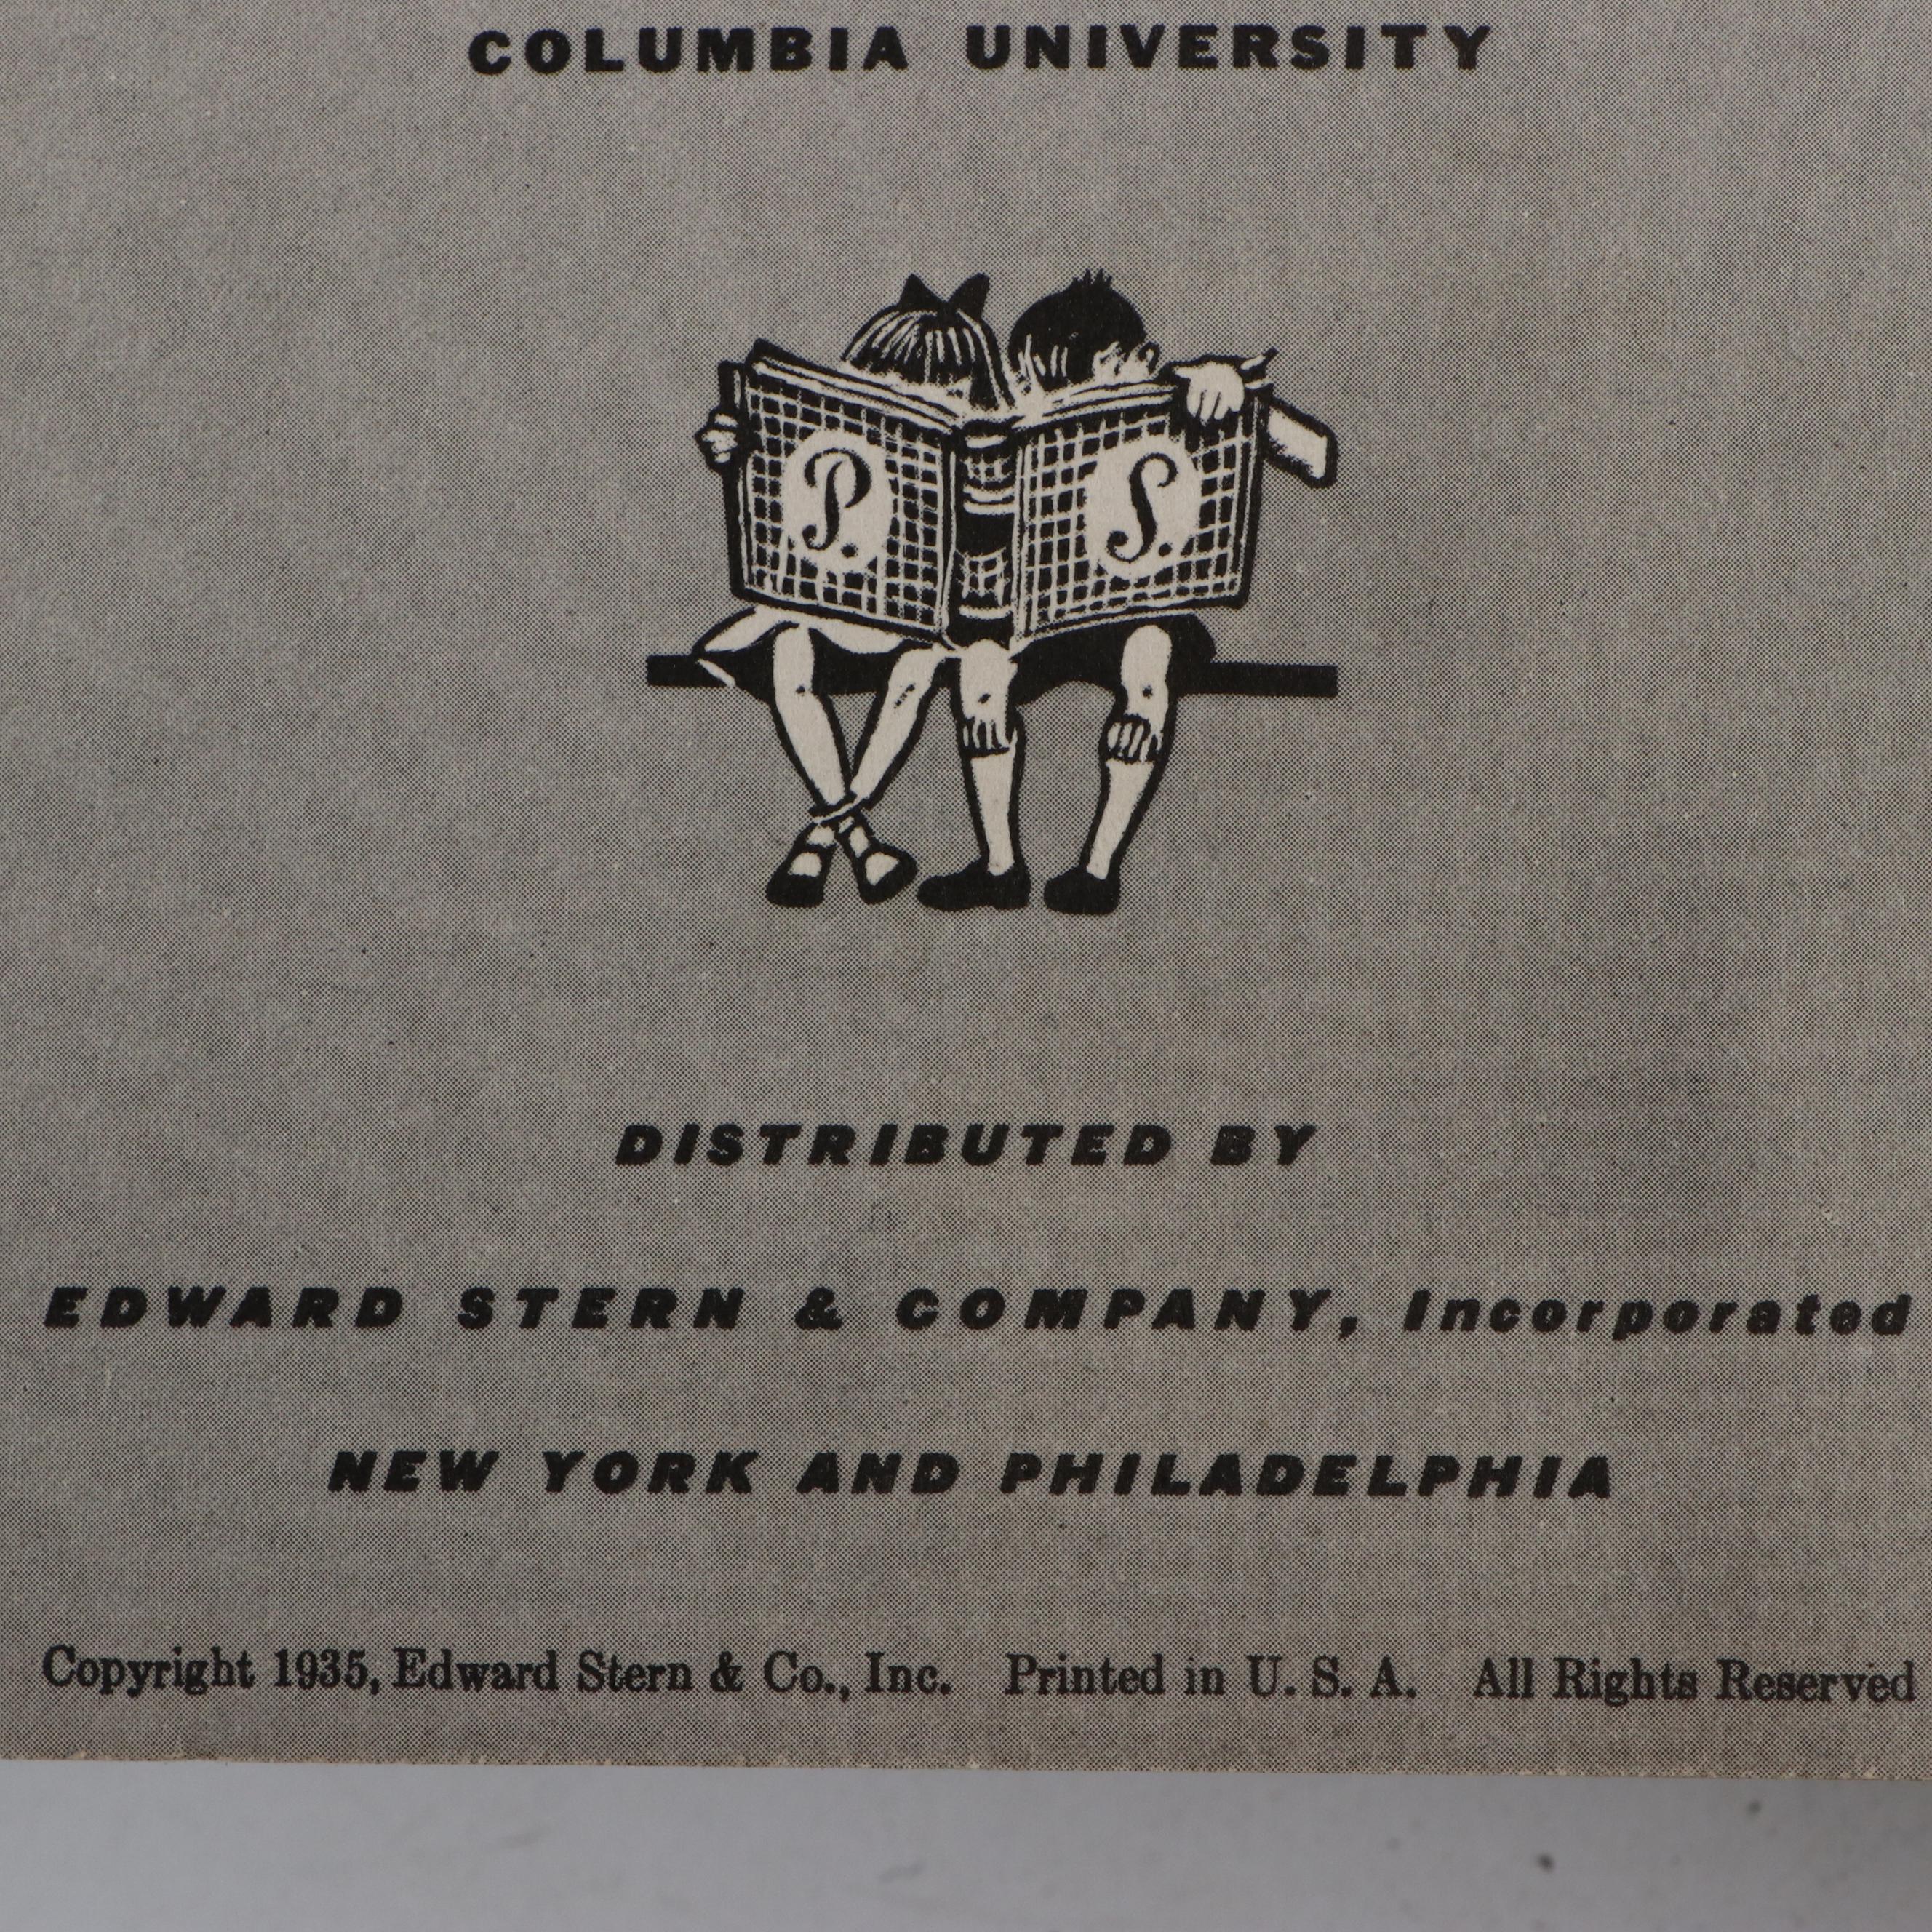 COLUMBIA UNIVERSITY
P. S.
DISTRIBUTED BY
EDWARD STERN & COMPANY, Incorporated
NEW YORK AND PHILADELPHIA
Copyright 1935, Edward Stern & Co., Inc. Printed in U. S. A. All Rights Reserved